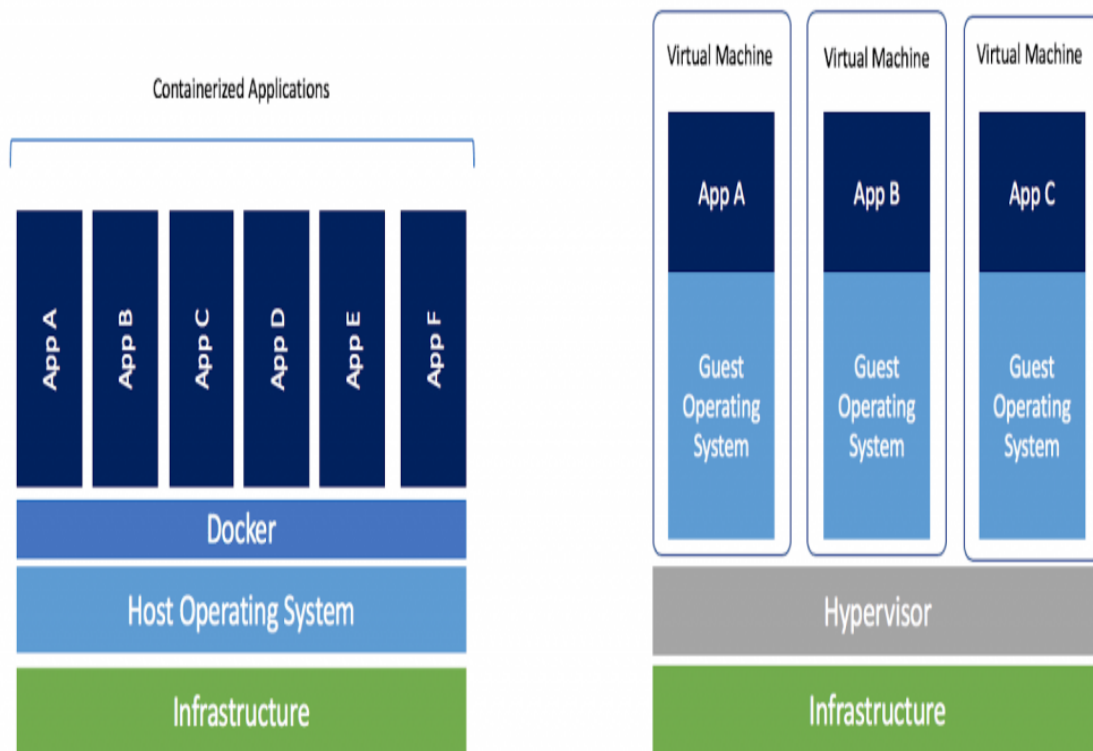 Containerized Applications
App A
App B
App C
App D
App E
App F
Docker
Host Operating System
Infrastructure
Virtual Machine
App A
Guest
Operating
System
Virtual Machine
App B
Guest
Operating
System
Virtual Machine
App C
Guest
Operating
System
Hypervisor
Infrastructure